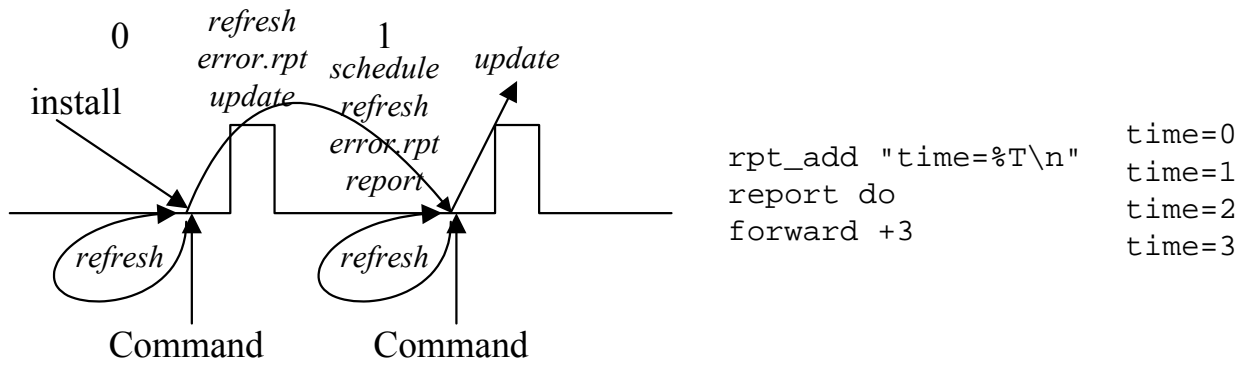 0
refresh
error.rpt
update
1
schedule
refresh
error.rpt
report
update
install
refresh
refresh
Command
Command
rpt_add "time=%T\n"
report do
forward +3
time=0
time=1
time=2
time=3